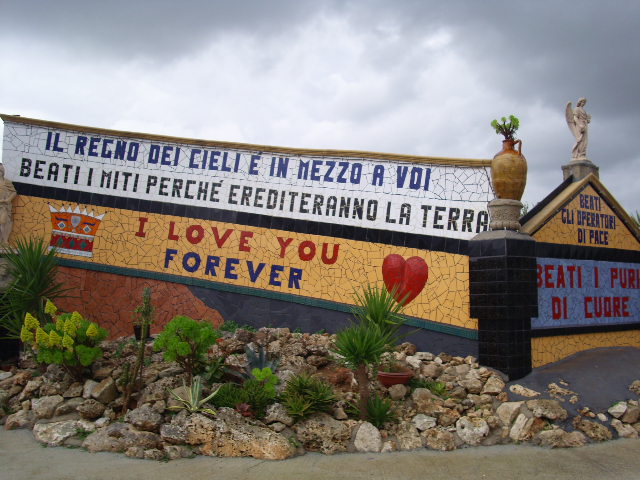 IL REGNO DEI CIELI É IN MEZZO A VOI
BEATI I MITI PERCHÉ EREDITERANNO LA TERRA
I LOVE YOU
FOREVER
BEATI
GLI OPERATORI
DI PACE
BEATI I PURI
DI CUORE